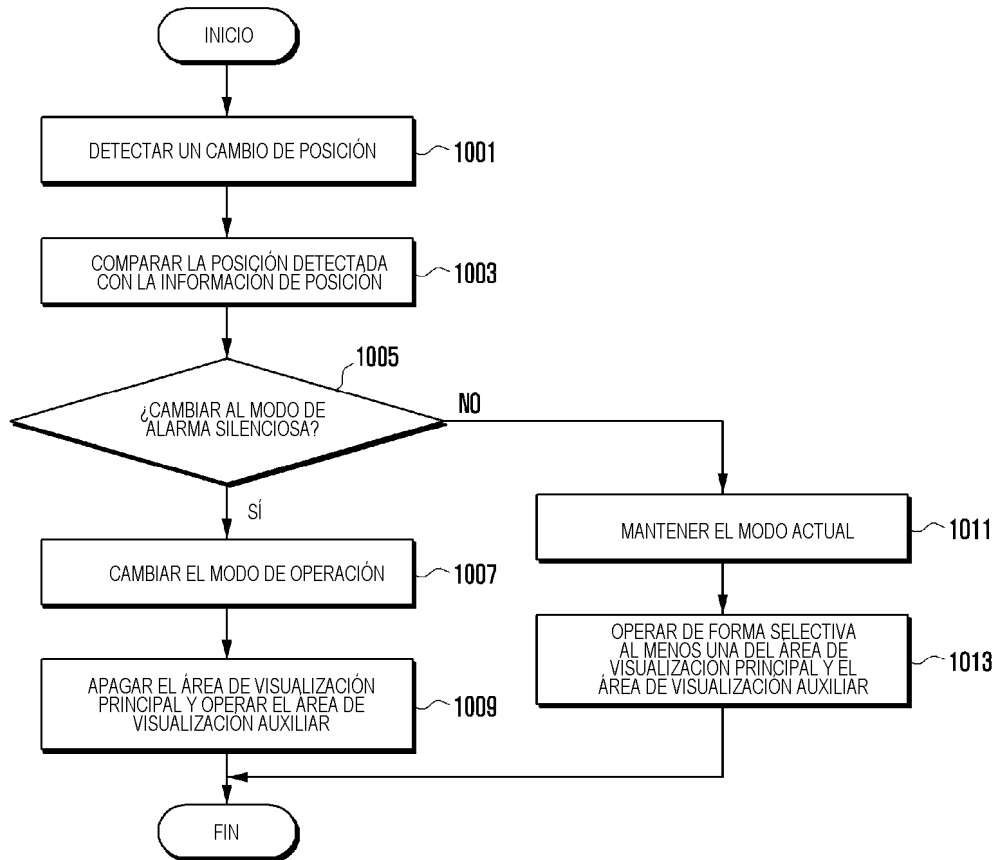 INICIO
DETECTAR UN CAMBIO DE POSICIÓN
1001
COMPARAR LA POSICIÓN DETECTADA
CON LA INFORMACIÓN DE POSICIÓN
1003
1005
¿CAMBIAR AL MODO DE
ALARMA SILENCIOSA?
NO
SÍ
MANTENER EL MODO ACTUAL
1011
CAMBIAR EL MODO DE OPERACIÓN
1007
OPERAR DE FORMA SELECTIVA
AL MENOS UNA DEL ÁREA DE
VISUALIZACIÓN PRINCIPAL Y EL
ÁREA DE VISUALIZACIÓN AUXILIAR
1013
APAGAR EL ÁREA DE VISUALIZACIÓN
PRINCIPAL Y OPERAR EL ÁREA DE
VISUALIZACIÓN AUXILIAR
1009
FIN